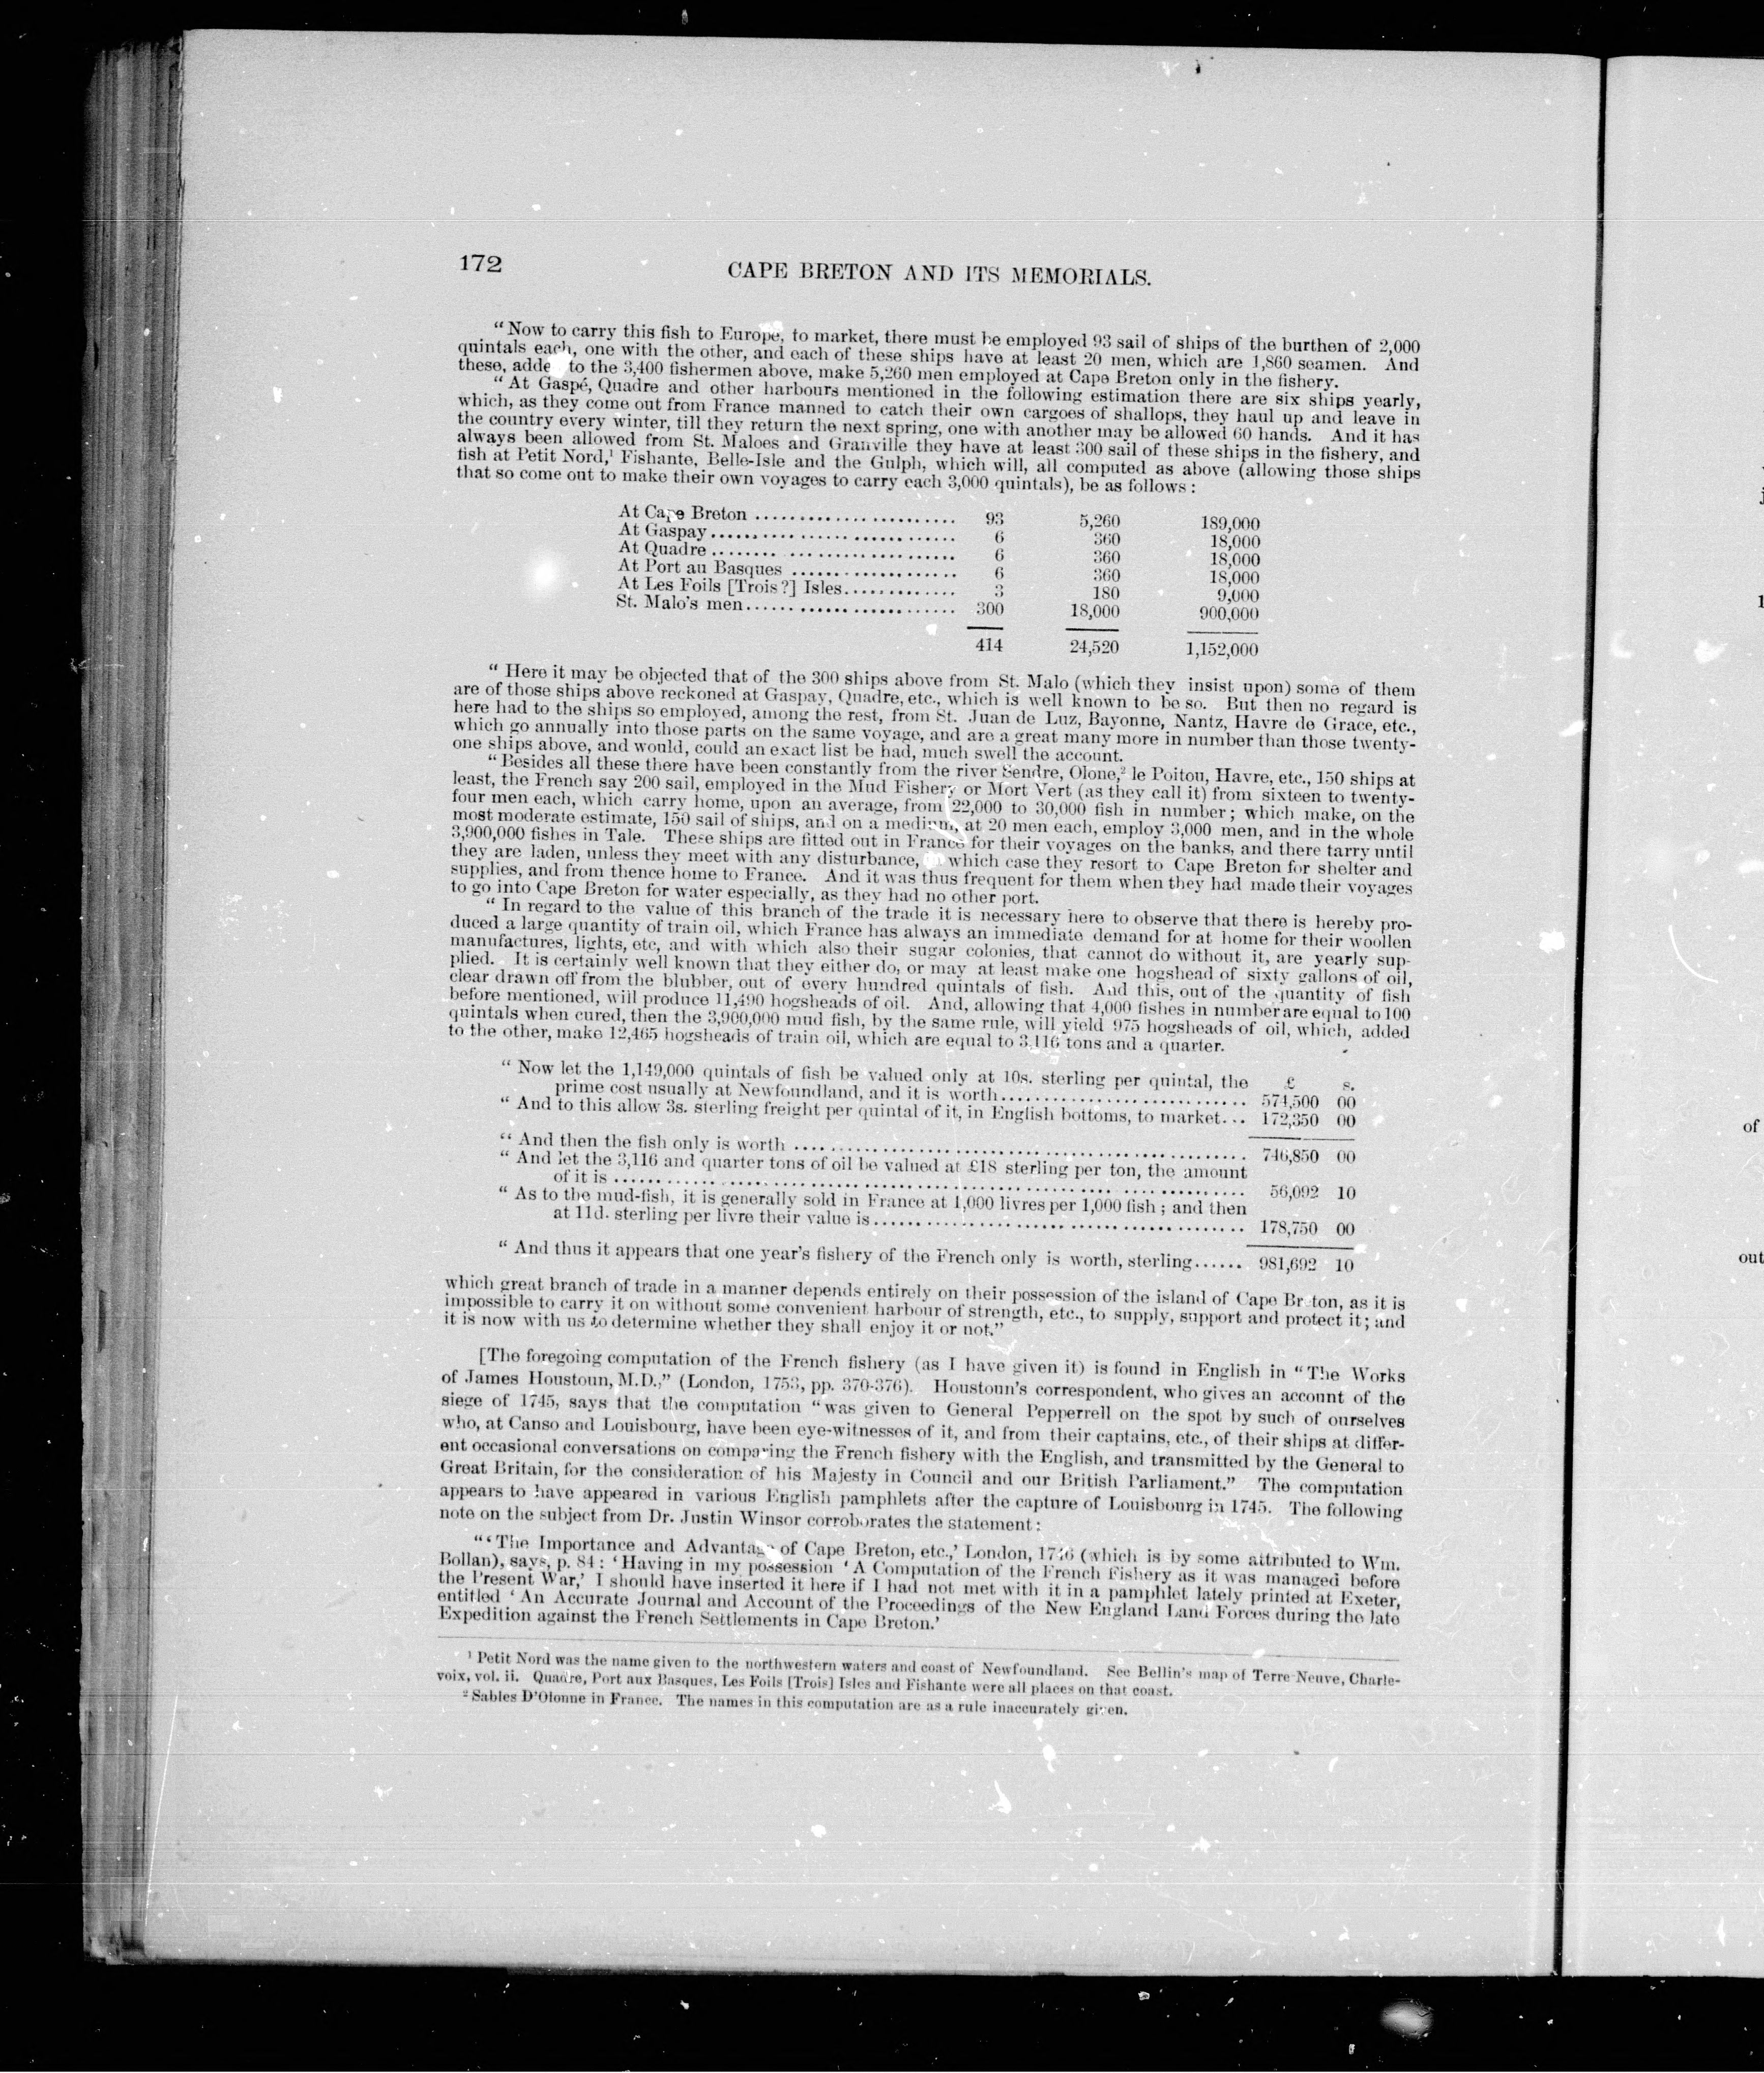 172
CAPE BRETON AND ITS MEMORIALS.
"Now to carry this fish to Europe, to market, there must be employed 93 sail of ships of the burthen of 2,000
quintals each, one with the other, and each of these ships have at least 20 men, which are 1,860 seamen. And
these, adde to the 3,400 fishermen above, make 5,260 men employed at Cape Breton only in the fishery.
"At Gaspé, Quadre and other harbours mentioned in the following estimation there are six ships yearly,
which, as they come out from France manned to catch their own cargoes of shallops, they haul up and leave in
the country every winter, till they return the next spring, one with another may be allowed 60 hands. And it has
always been allowed from St. Maloes and Granville they have at least 300 sail of these ships in the fishery, and
fish at Petit Nord,¹ Fishante, Belle-Isle and the Gulph, which will, all computed as above (allowing those ships
that so come out to make their own voyages to carry each 3,000 quintals), be as follows:
At Cape Breton ........................ 93 5,260 189,000
At Gaspay ............................ 6 360 18,000
At Quadre ............................ 6 360 18,000
At Port au Basques ................... 6 360 18,000
At Les Foils [Trois?] Isles............. 3 180 9,000
St. Malo's men......................... 300 18,000 900,000
414 24,520 1,152,000
"Here it may be objected that of the 300 ships above from St. Malo (which they insist upon) some of them
are of those ships above reckoned at Gaspay, Quadre, etc., which is well known to be so. But then no regard is
here had to the ships so employed, among the rest, from St. Juan de Luz, Bayonne, Nantz, Havre de Grace, etc.,
which go annually into those parts on the same voyage, and are a great many more in number than those twenty-
one ships above, and would, could an exact list be had, much swell the account.
"Besides all these there have been constantly from the river Sendre, Olone,² le Poitou, Havre, etc., 150 ships at
least, the French say 200 sail, employed in the Mud Fishery or Mort Vert (as they call it) from sixteen to twenty-
four men each, which carry home, upon an average, from 22,000 to 30,000 fish in number; which make, on the
most moderate estimate, 150 sail of ships, and on a medium, at 20 men each, employ 3,000 men, and in the whole
3,900,000 fishes in Tale. These ships are fitted out in France for their voyages on the banks, and there tarry until
they are laden, unless they meet with any disturbance, which case they resort to Cape Breton for shelter and
supplies, and from thence home to France. And it was thus frequent for them when they had made their voyages
to go into Cape Breton for water especially, as they had no other port.
"In regard to the value of this branch of the trade it is necessary here to observe that there is hereby pro-
duced a large quantity of train oil, which France has always an immediate demand for at home for their woollen
manufactures, lights, etc, and with which also their sugar colonies, that cannot do without it, are yearly sup-
plied. It is certainly well known that they either do, or may at least make one hogshead of sixty gallons of oil,
clear drawn off from the blubber, out of every hundred quintals of fish. And this, out of the quantity of fish
before mentioned, will produce 11,490 hogsheads of oil. And, allowing that 4,000 fishes in number are equal to 100
quintals when cured, then the 3,900,000 mud fish, by the same rule, will yield 975 hogsheads of oil, which, added
to the other, make 12,465 hogsheads of train oil, which are equal to 3,116 tons and a quarter.
"Now let the 1,149,000 quintals of fish be valued only at 10s. sterling per quintal, the £ s.
prime cost usually at Newfoundland, and it is worth............................ 574,500 00
"And to this allow 3s. sterling freight per quintal of it, in English bottoms, to market... 172,350 00
"And then the fish only is worth .................................................... 746,850 00
"And let the 3,116 and quarter tons of oil be valued at £18 sterling per ton, the amount
of it is ........................................................................ 56,092 10
"As to the mud-fish, it is generally sold in France at 1,000 livres per 1,000 fish; and then
at 11d. sterling per livre their value is.......................................... 178,750 00
"And thus it appears that one year's fishery of the French only is worth, sterling...... 981,692 10
which great branch of trade in a manner depends entirely on their possession of the island of Cape Br ton, as it is
impossible to carry it on without some convenient harbour of strength, etc., to supply, support and protect it; and
it is now with us to determine whether they shall enjoy it or not."
[The foregoing computation of the French fishery (as I have given it) is found in English in "The Works
of James Houstoun, M.D.," (London, 1753, pp. 370-376). Houstoun's correspondent, who gives an account of the
siege of 1745, says that the computation "was given to General Pepperrell on the spot by such of ourselves
who, at Canso and Louisbourg, have been eye-witnesses of it, and from their captains, etc., of their ships at differ-
ent occasional conversations on comparing the French fishery with the English, and transmitted by the General to
Great Britain, for the consideration of his Majesty in Council and our British Parliament." The computation
appears to have appeared in various English pamphlets after the capture of Louisbourg in 1745. The following
note on the subject from Dr. Justin Winsor corroborates the statement:
"'The Importance and Advantage of Cape Breton, etc.,' London, 1746 (which is by some attributed to Wm.
Bollan), says, p. 84: 'Having in my possession 'A Computation of the French Fishery as it was managed before
the Present War,' I should have inserted it here if I had not met with it in a pamphlet lately printed at Exeter,
entitled 'An Accurate Journal and Account of the Proceedings of the New England Land Forces during the late
Expedition against the French Settlements in Cape Breton.'
¹ Petit Nord was the name given to the northwestern waters and coast of Newfoundland. See Bellin's map of Terre Neuve, Charle-
voix, vol. ii. Quadre, Port aux Basques, Les Foils [Trois] Isles and Fishante were all places on that coast.
² Sables D'Olonne in France. The names in this computation are as a rule inaccurately given.
of
out